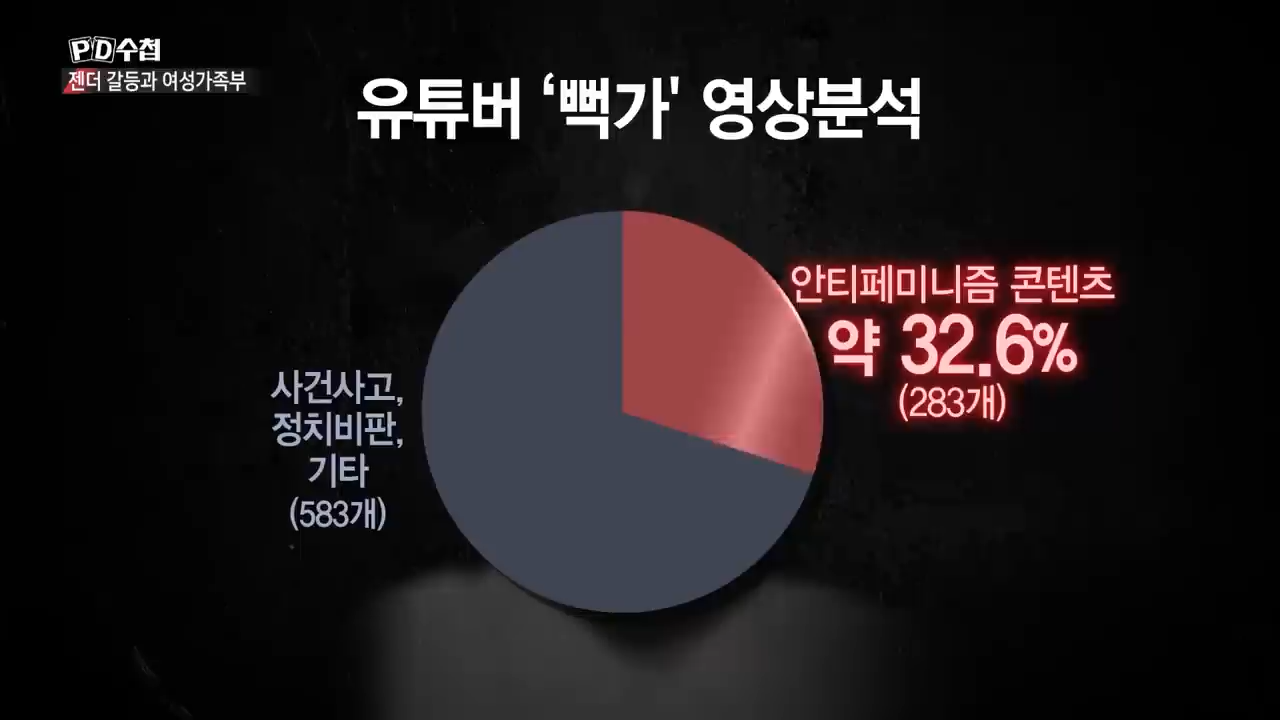 PD수첩
젠더 갈등과 여성가족부
유튜버 ‘뻑가' 영상분석
안티페미니즘 콘텐츠
약 32.6%
(283개)
사건사고,
정치비판,
기타
(583개)